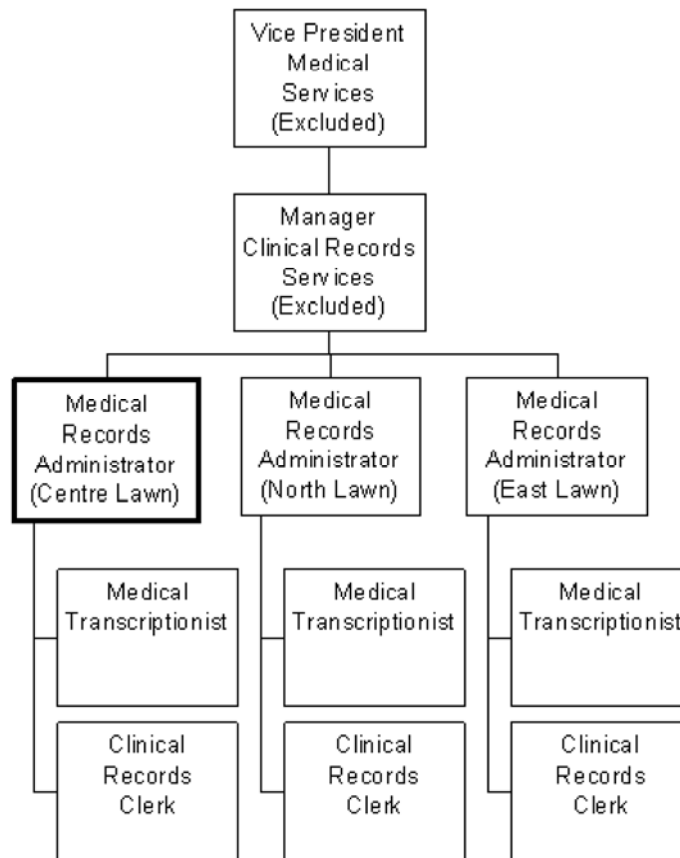 Vice President
Medical
Services
(Excluded)
Manager
Clinical Records
Services
(Excluded)
Medical
Records
Administrator
(Centre Lawn)
Medical
Records
Administrator
(North Lawn)
Medical
Records
Administrator
(East Lawn)
Medical
Transcriptionist
Medical
Transcriptionist
Medical
Transcriptionist
Clinical
Records
Clerk
Clinical
Records
Clerk
Clinical
Records
Clerk